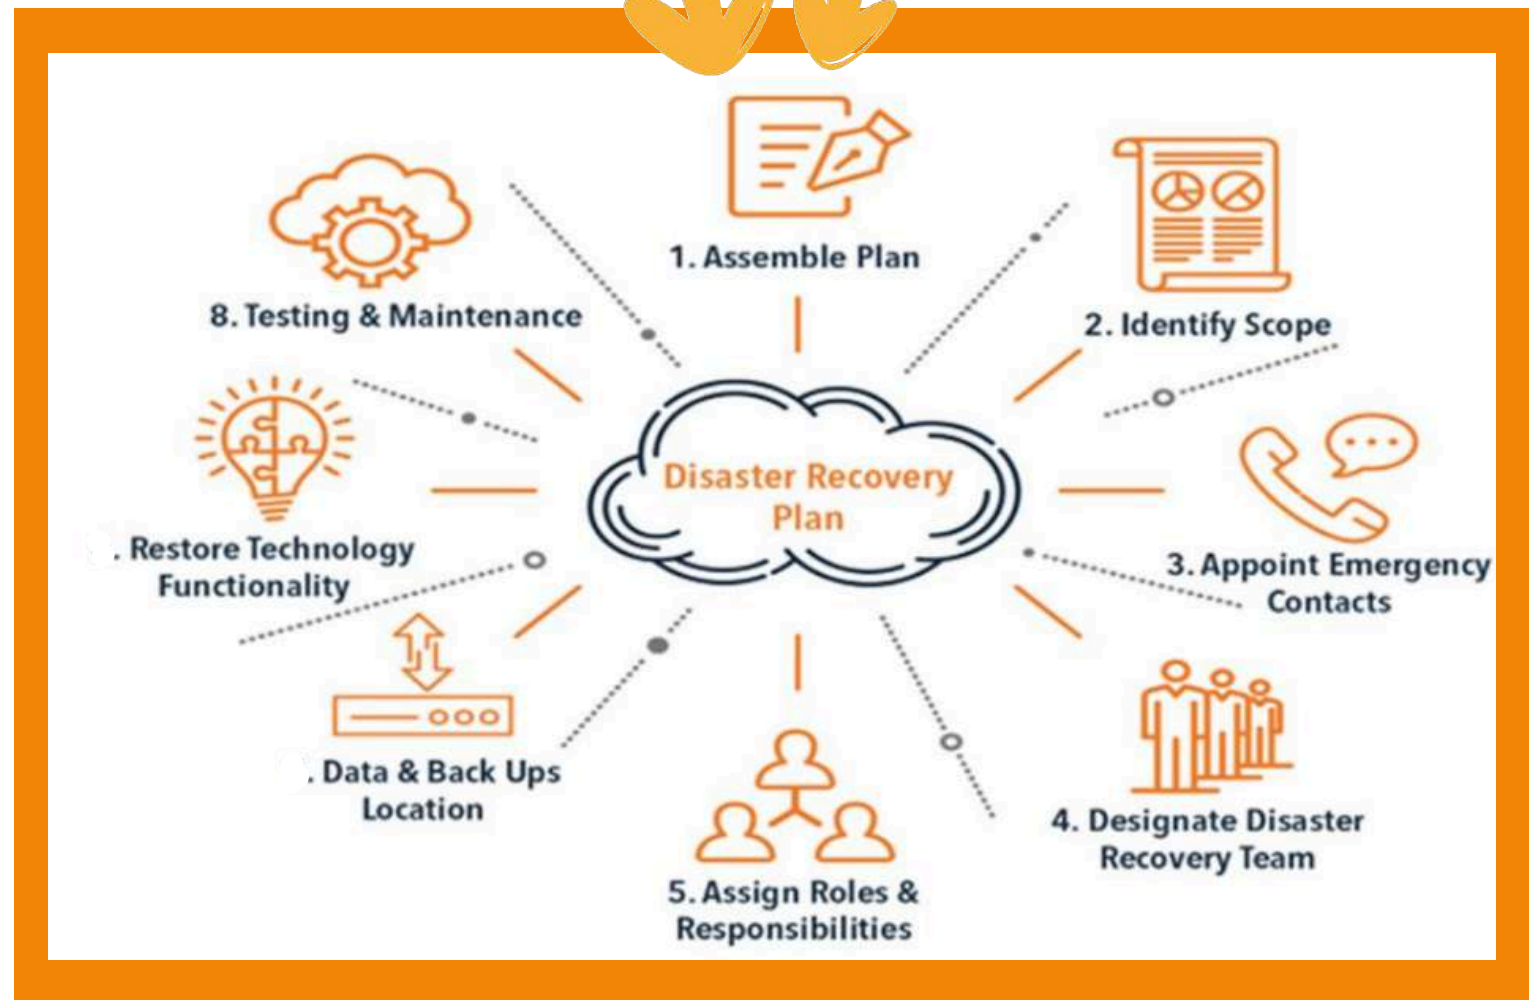 Disaster Recovery
Plan
1. Assemble Plan
2. Identify Scope
3. Appoint Emergency
Contacts
4. Designate Disaster
Recovery Team
5. Assign Roles &
Responsibilities
. Data & Back Ups
Location
. Restore Technology
Functionality
8. Testing & Maintenance